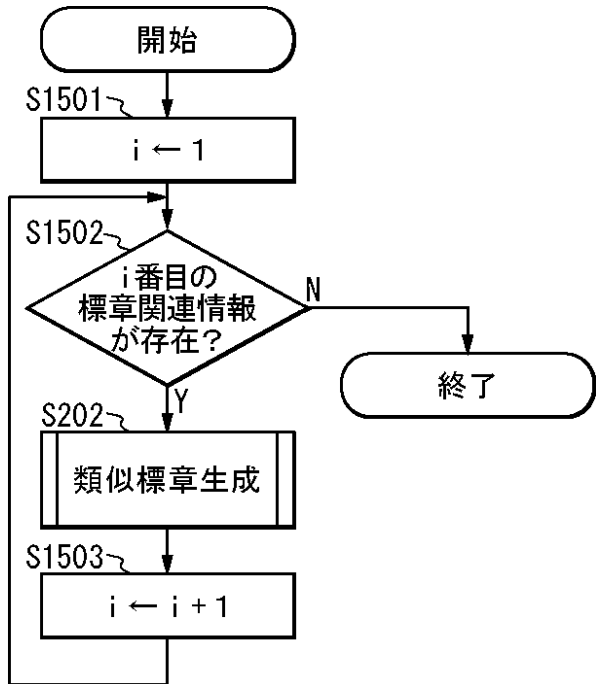 開始
S1501
i ← 1
S1502
i番目の
標章関連情報
が存在?
N
終了
Y
S202
類似標章生成
S1503
i ← i + 1